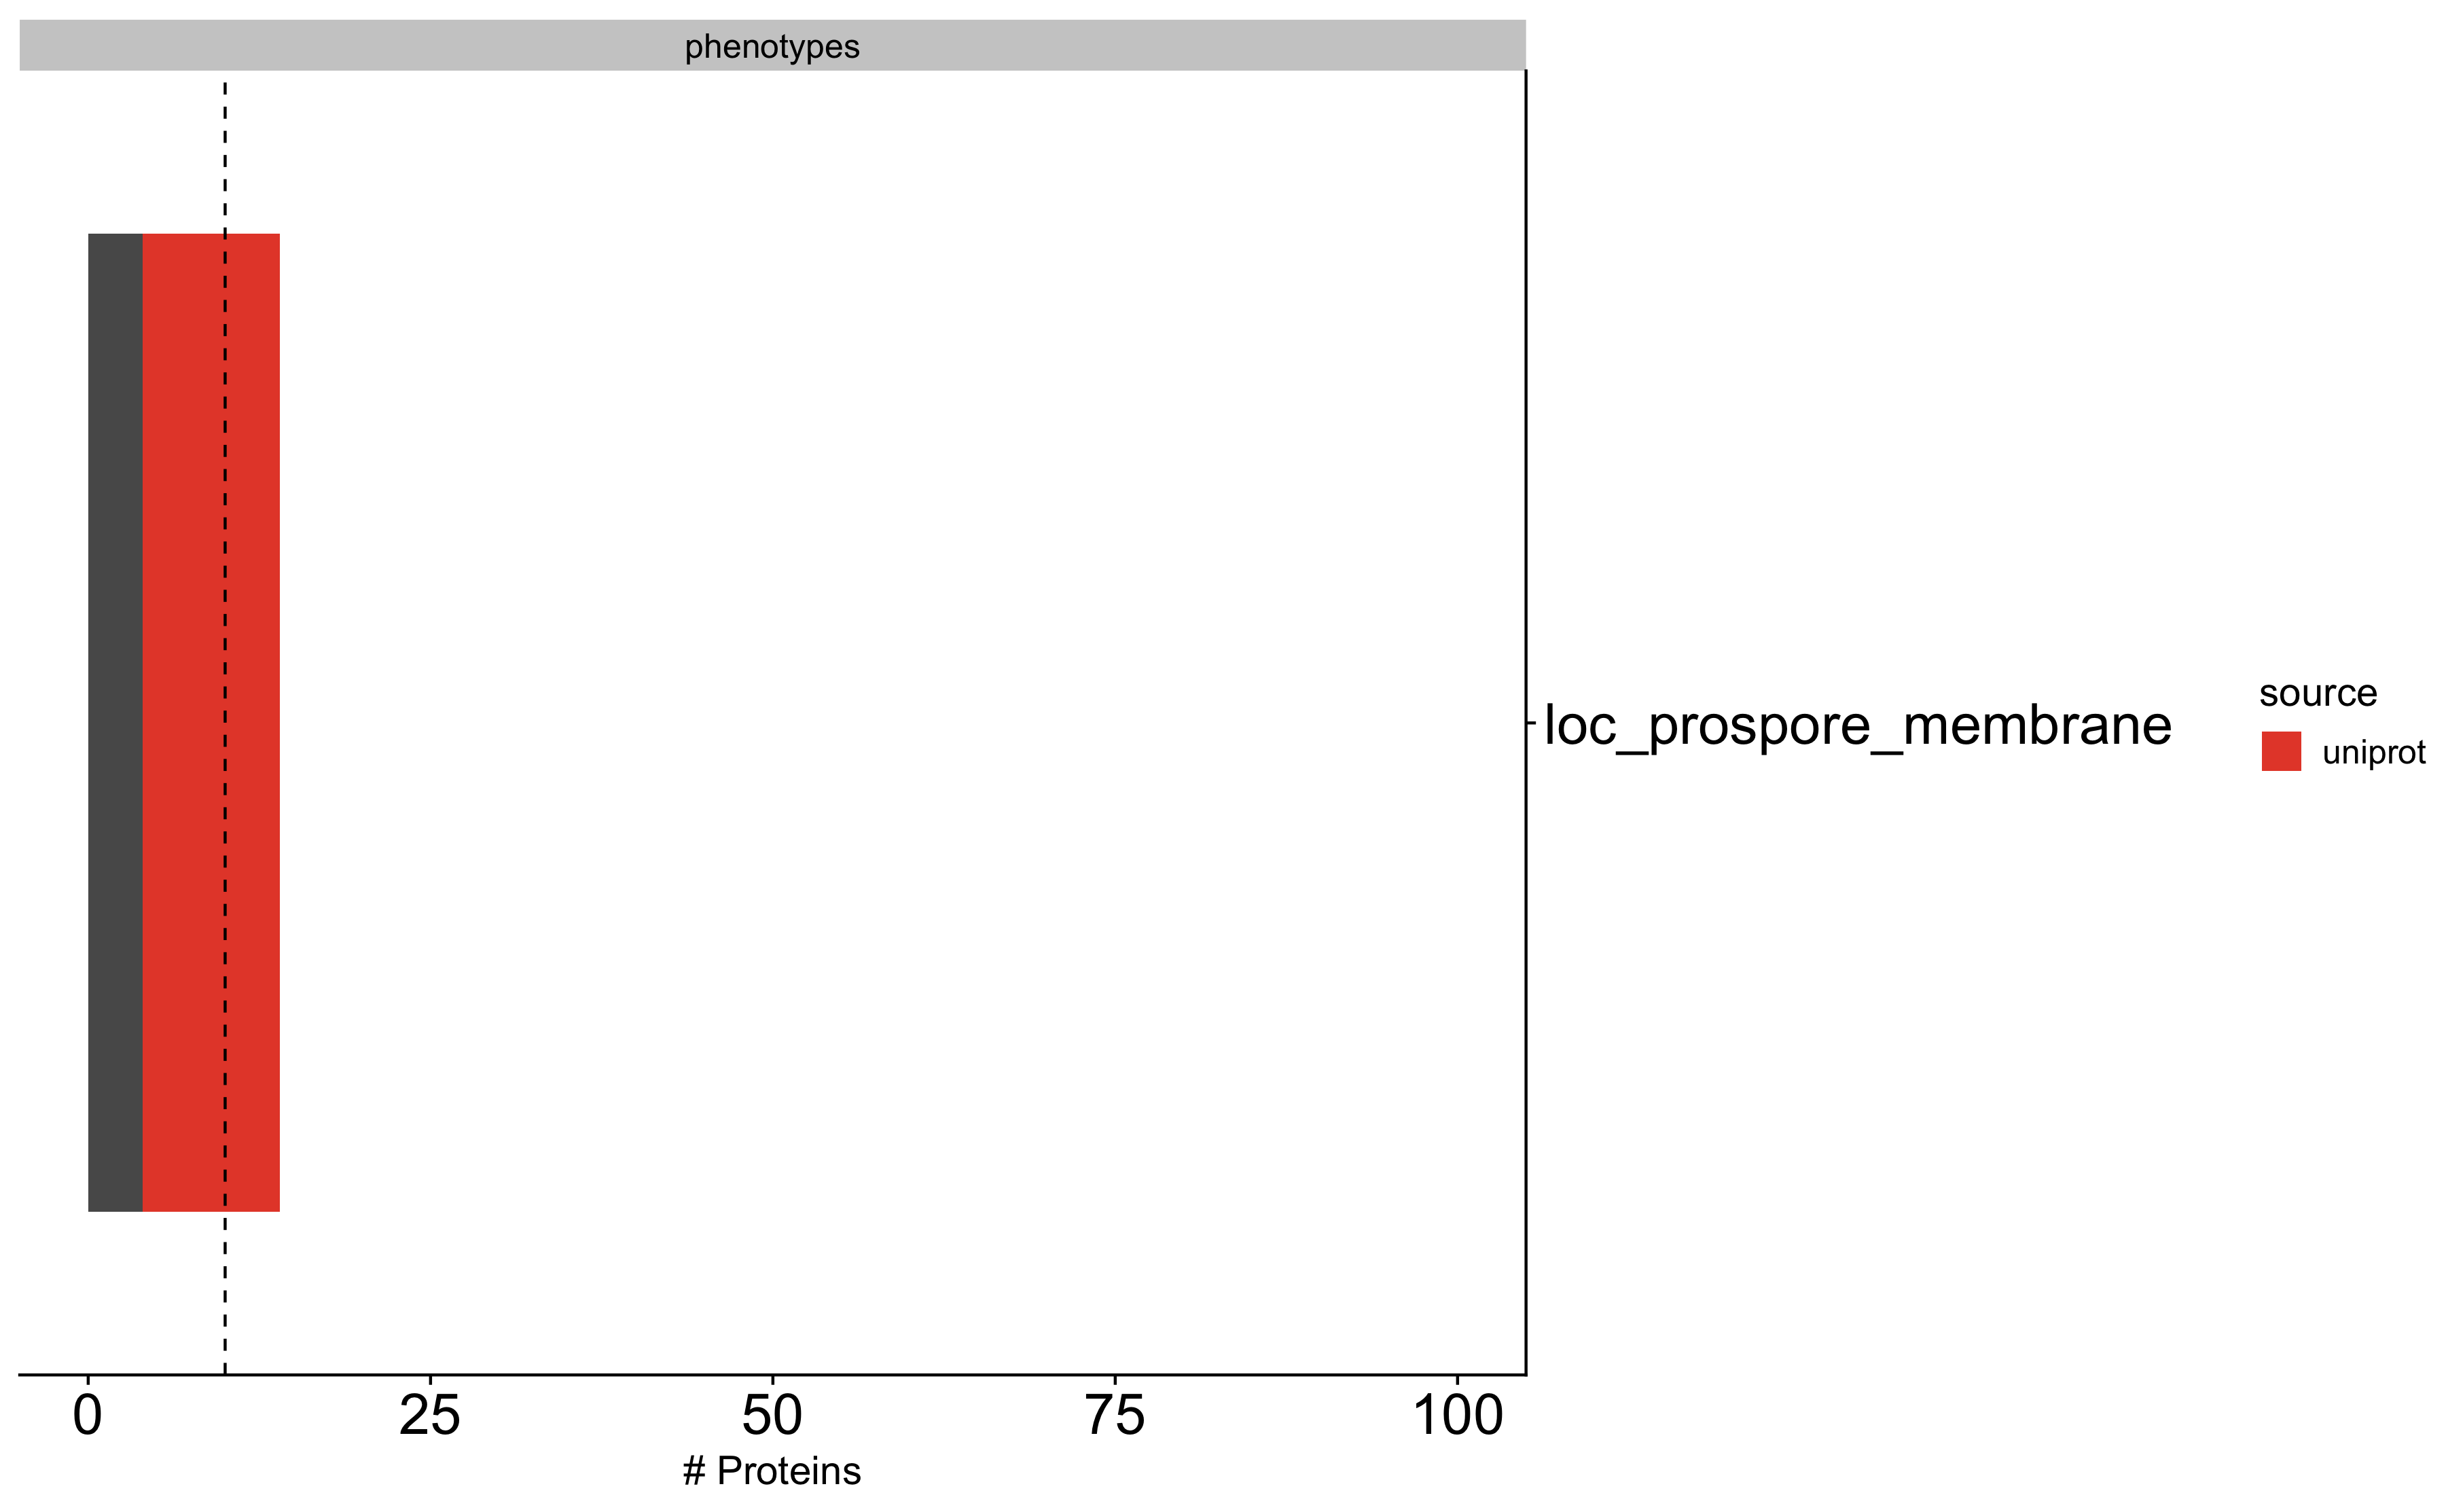 phenotypes
loc_prospore_membrane
source
uniprot
0 25 50 75 100
# Proteins